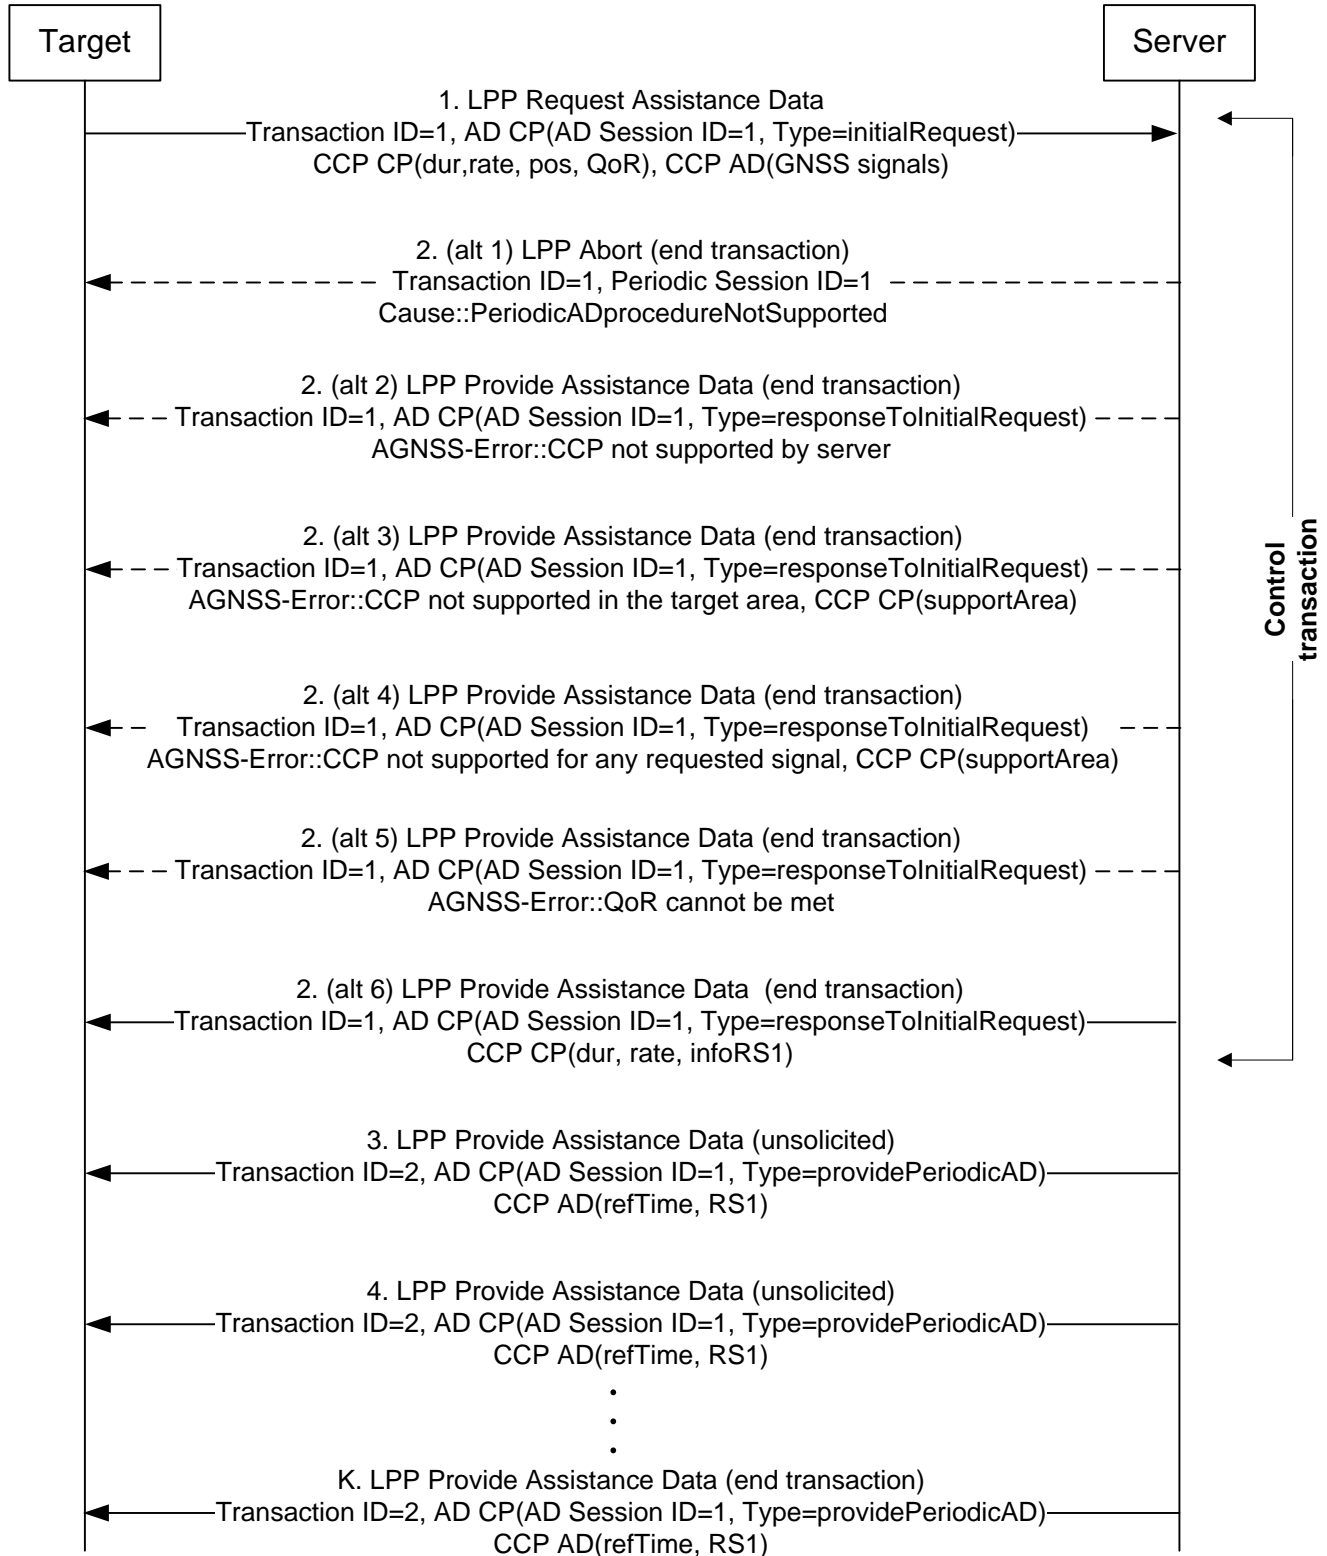 Target
Server
1. LPP Request Assistance Data
Transaction ID=1, AD CP(AD Session ID=1, Type=initialRequest)
CCP CP(dur,rate, pos, QoR), CCP AD(GNSS signals)
2. (alt 1) LPP Abort (end transaction)
Transaction ID=1, Periodic Session ID=1
Cause::PeriodicADprocedureNotSupported
2. (alt 2) LPP Provide Assistance Data (end transaction)
Transaction ID=1, AD CP(AD Session ID=1, Type=responseToInitialRequest)
AGNSS-Error::CCP not supported by server
2. (alt 3) LPP Provide Assistance Data (end transaction)
Transaction ID=1, AD CP(AD Session ID=1, Type=responseToInitialRequest)
AGNSS-Error::CCP not supported in the target area, CCP CP(supportArea)
Control
transaction
2. (alt 4) LPP Provide Assistance Data (end transaction)
Transaction ID=1, AD CP(AD Session ID=1, Type=responseToInitialRequest)
AGNSS-Error::CCP not supported for any requested signal, CCP CP(supportArea)
2. (alt 5) LPP Provide Assistance Data (end transaction)
Transaction ID=1, AD CP(AD Session ID=1, Type=responseToInitialRequest)
AGNSS-Error::QoR cannot be met
2. (alt 6) LPP Provide Assistance Data (end transaction)
Transaction ID=1, AD CP(AD Session ID=1, Type=responseToInitialRequest)
CCP CP(dur, rate, infoRS1)
3. LPP Provide Assistance Data (unsolicited)
Transaction ID=2, AD CP(AD Session ID=1, Type=providePeriodicAD)
CCP AD(refTime, RS1)
4. LPP Provide Assistance Data (unsolicited)
Transaction ID=2, AD CP(AD Session ID=1, Type=providePeriodicAD)
CCP AD(refTime, RS1)
.
.
.
K. LPP Provide Assistance Data (end transaction)
Transaction ID=2, AD CP(AD Session ID=1, Type=providePeriodicAD)
CCP AD(refTime, RS1)